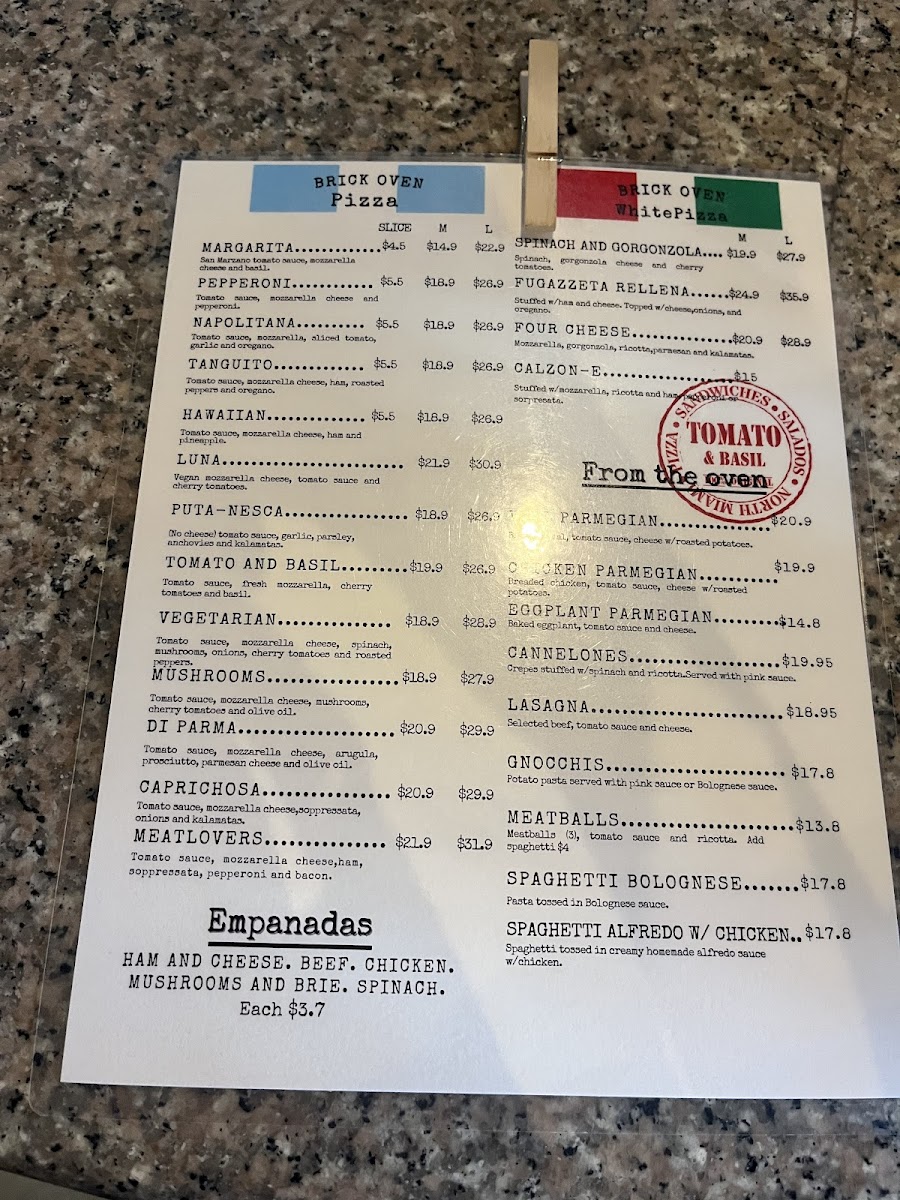 BRICK OVEN
Pizza
SLICE M L
MARGARITA............. $4.5 $14.9 $22.9
San Marzano tomato sauce, mozzarella
cheese and basil.
PEPPERONI............ $5.5 $18.9 $26.9
Tomato sauce, mozzarella cheese and
pepperoni.
NAPOLITANA.......... $5.5 $18.9 $26.9
Tomato sauce, mozzarella, sliced tomato,
garlic and oregano.
TANGUITO............. $5.5 $18.9 $26.9
Tomato sauce, mozzarella cheese, ham, roasted
peppers and oregano.
HAWAIIAN.............. $5.5 $18.9 $26.9
Tomato sauce, mozzarella cheese, ham and
pineapple.
LUNA.......................... $21.9 $30.9
Vegan mozzarella cheese, tomato sauce and
cherry tomatoes.
PUTA-NESCA.................. $18.9 $26.9
(No cheese) tomato sauce, garlic, parsley,
anchovies and kalamatas.
TOMATO AND BASIL......... $19.9 $26.9
Tomato sauce, fresh mozzarella, cherry
tomatoes and basil.
VEGETARIAN................ $18.9 $28.9
Tomato sauce, mozzarella cheese, spinach,
mushrooms, onions, cherry tomatoes and roasted
peppers.
MUSHROOMS................... $18.9 $27.9
Tomato sauce, mozzarella cheese, mushrooms,
cherry tomatoes and olive oil.
DI PARMA...................... $20.9 $29.9
Tomato sauce, mozzarella cheese, arugula,
prosciutto, parmesan cheese and olive oil.
CAPRICHOSA................... $20.9 $29.9
Tomato sauce, mozzarella cheese,soppressata,
onions and kalamatas.
MEATLOVERS................. $21.9 $31.9
Tomato sauce, mozzarella cheese,ham,
soppressata, pepperoni and bacon.
Empanadas
HAM AND CHEESE. BEEF. CHICKEN.
MUSHROOMS AND BRIE. SPINACH.
Each $3.7
BRICK OVEN
WhitePizza
M L
SPINACH AND GORGONZOLA.... $19.9 $27.9
Spinach, gorgonzola cheese and cherry
tomatoes.
FUGAZZETA RELLENA......$24.9 $35.9
Stuffed w/ham and cheese. Topped w/cheese,onions, and
oregano.
FOUR CHEESE................$20.9 $28.9
Mozzarella, gorgonzola, ricotta,parmesan and kalamatas.
CALZON-E.....................$15
Stuffed w/mozzarella, ricotta and ham
sorpresata.
PIZZA • SANDWICHES • SALADOS • NORTH MIAMI
TOMATO
& BASIL
From the oven
PARMEGIAN................$20.9
tomato sauce, cheese w/roasted potatoes.
CHICKEN PARMEGIAN............ $19.9
Breaded chicken, tomato sauce, cheese w/roasted
potatoes.
EGGPLANT PARMEGIAN.........$14.8
Baked eggplant, tomato sauce and cheese.
CANNELONES......................$19.95
Crepes stuffed w/spinach and ricotta.Served with pink sauce.
LASAGNA............................$18.95
Selected beef, tomato sauce and cheese.
GNOCCHIS.......................... $17.8
Potato pasta served with pink sauce or Bolognese sauce.
MEATBALLS.........................$13.8
Meatballs (3), tomato sauce and ricotta. Add
spaghetti $4
SPAGHETTI BOLOGNESE.......$17.8
Pasta tossed in Bolognese sauce.
SPAGHETTI ALFREDO W/ CHICKEN.. $17.8
Spaghetti tossed in creamy homemade alfredo sauce
w/chicken.